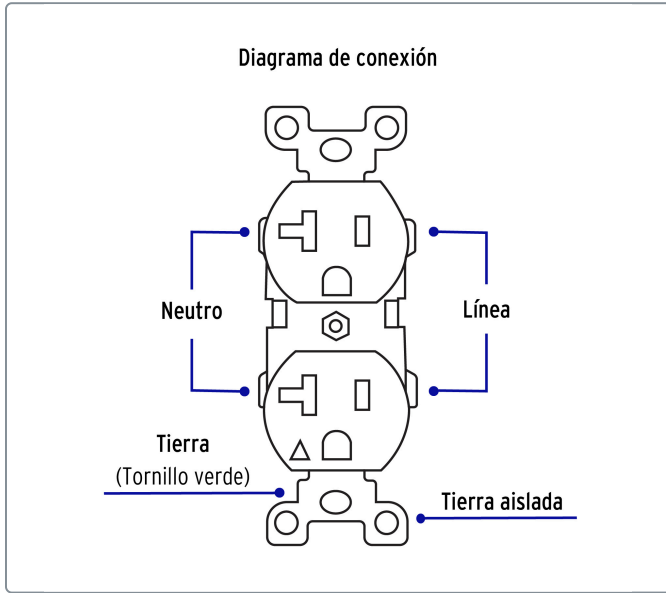 Diagrama de conexión
Neutro
Línea
Tierra
(Tornillo verde)
Tierra aislada